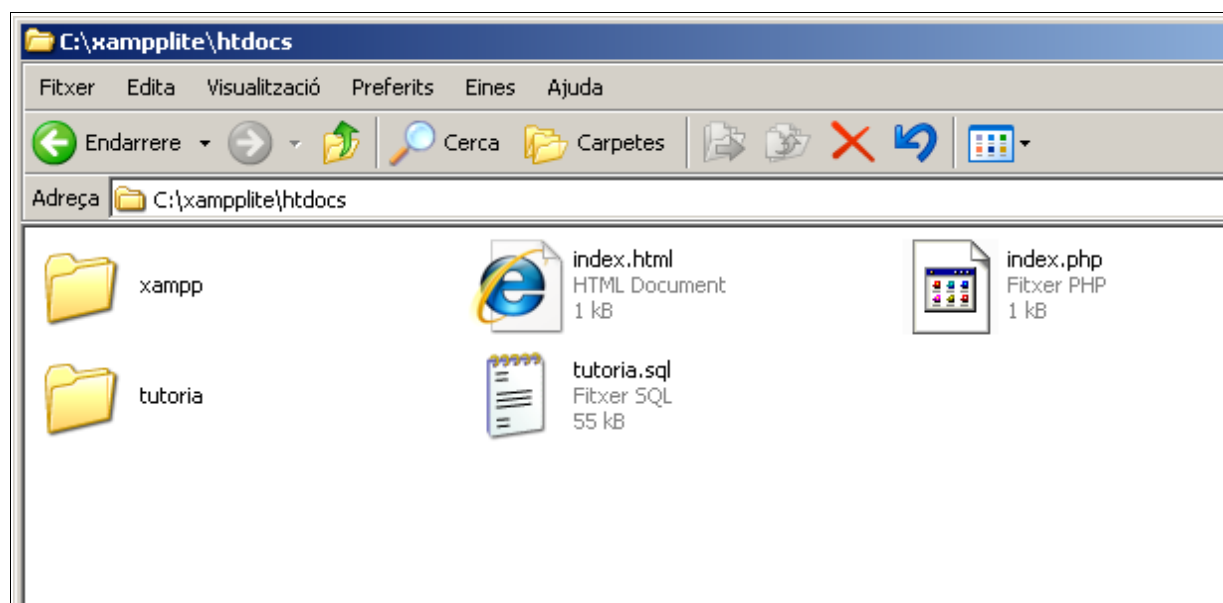 C:\xampplite\htdocs
Fitxer Edita Visualització Preferits Eines Ajuda
Endarrere Cerca Carpetes
Adreça C:\xampplite\htdocs
xampp
index.html
HTML Document
1 kB
index.php
Fitxer PHP
1 kB
tutoria
tutoria.sql
Fitxer SQL
55 kB